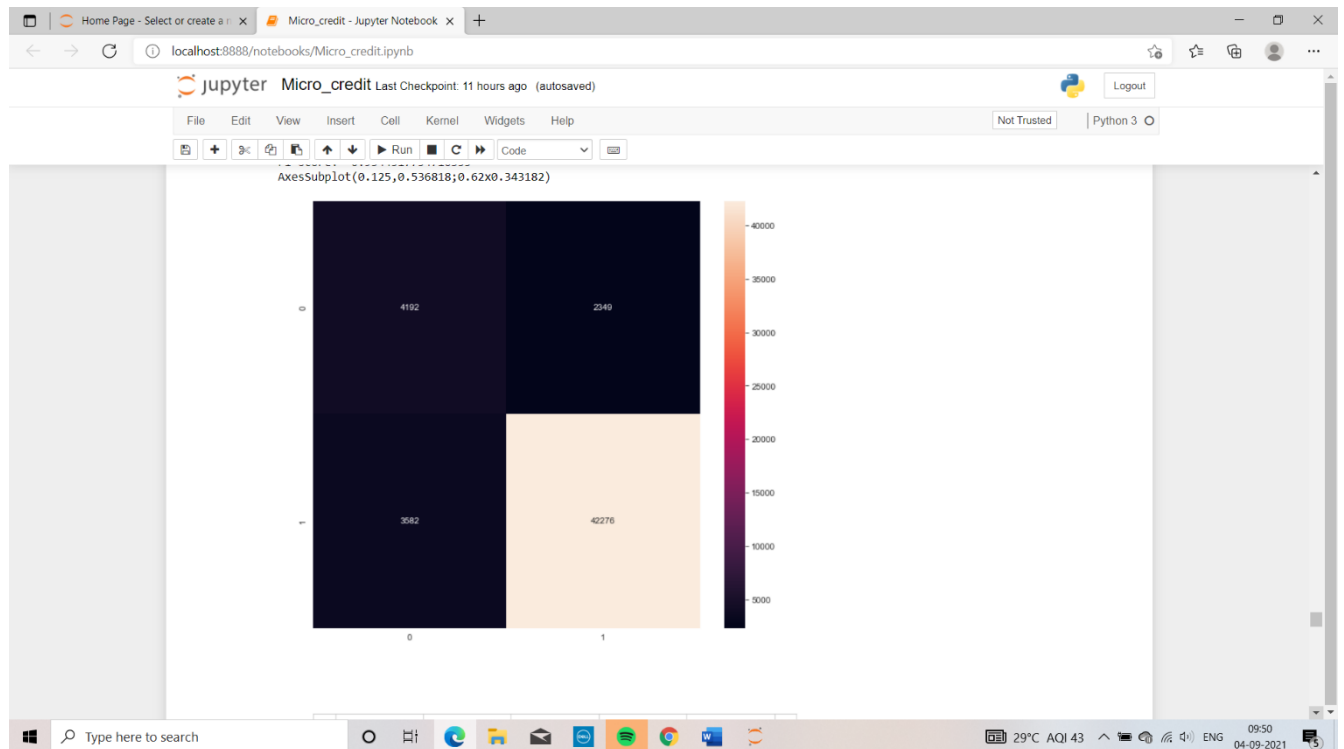 Home Page - Select or create a n
Micro_credit - Jupyter Notebook
localhost:8888/notebooks/Micro_credit.ipynb
jupyter Micro_credit Last Checkpoint: 11 hours ago (autosaved)
Logout
File Edit View Insert Cell Kernel Widgets Help
Not Trusted
Python 3
Run
Code
AxesSubplot(0.125,0.536818;0.62x0.343182)
40000
0 4192 2349
35000
30000
25000
20000
15000
1 3582 42276
10000
5000
0 1
Type here to search
DELL
W
29°C AQI 43
ENG
09:50
04-09-2021
5